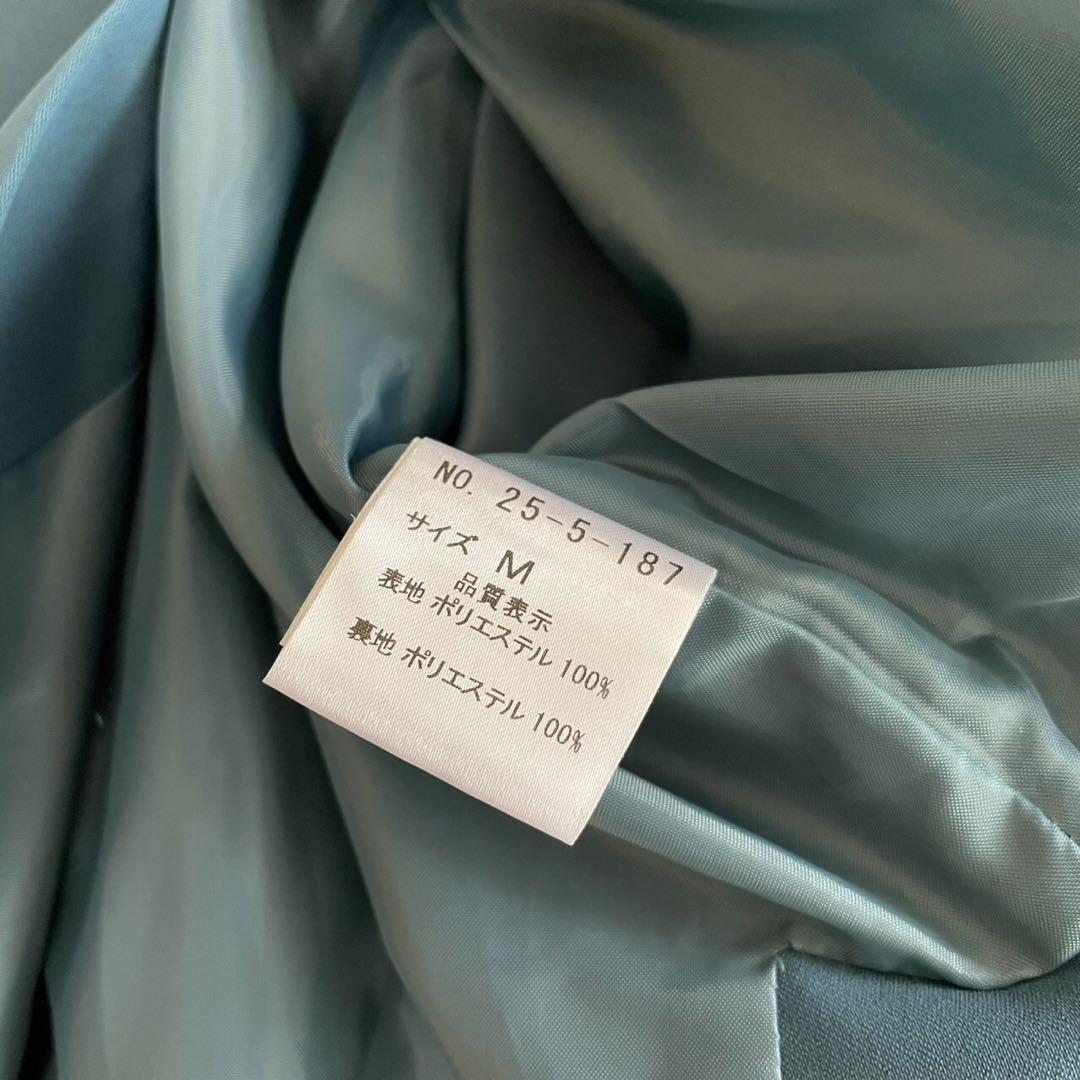 NO. 25-5-187
サイズ M
品質表示
表地 ポリエステル 100%
裏地 ポリエステル 100%